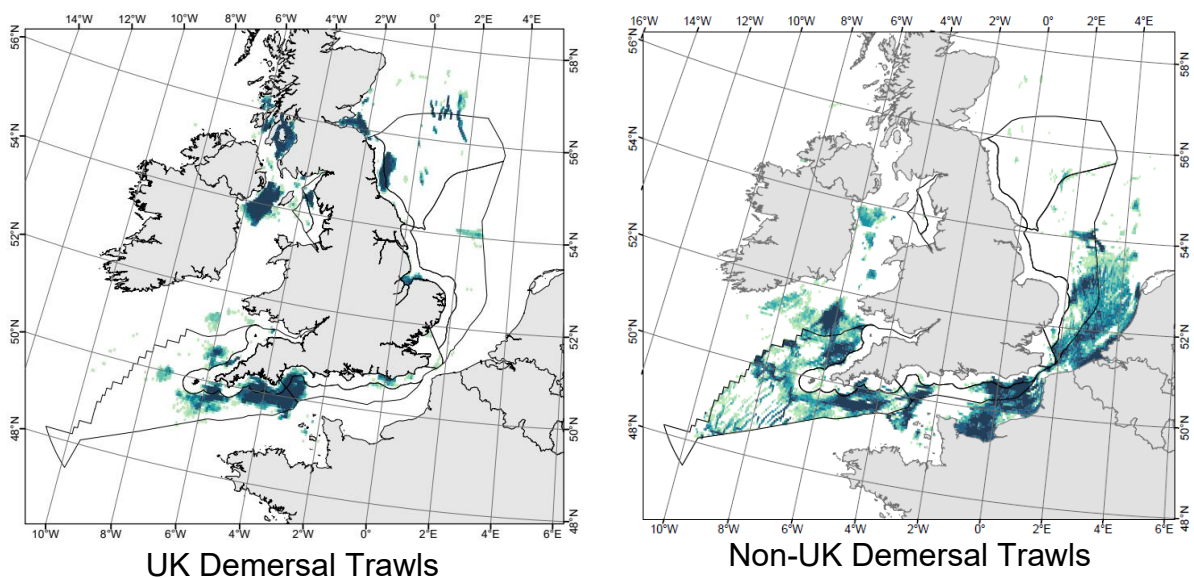 14°W 12°W 10°W 8°W 6°W 4°W 2°W 0° 2°E 4°E
56°N
54°N
52°N
50°N
48°N
58°N
56°N
54°N
52°N
50°N
48°N
10°W 8°W 6°W 4°W 2°W 0° 2°E 4°E 6°E
UK Demersal Trawls
16°W 14°W 12°W 10°W 8°W 6°W 4°W 2°W 0° 2°E 4°E
56°N
54°N
52°N
50°N
48°N
58°N
56°N
54°N
52°N
50°N
48°N
10°W 8°W 6°W 4°W 2°W 0° 2°E 4°E 6°E
Non-UK Demersal Trawls